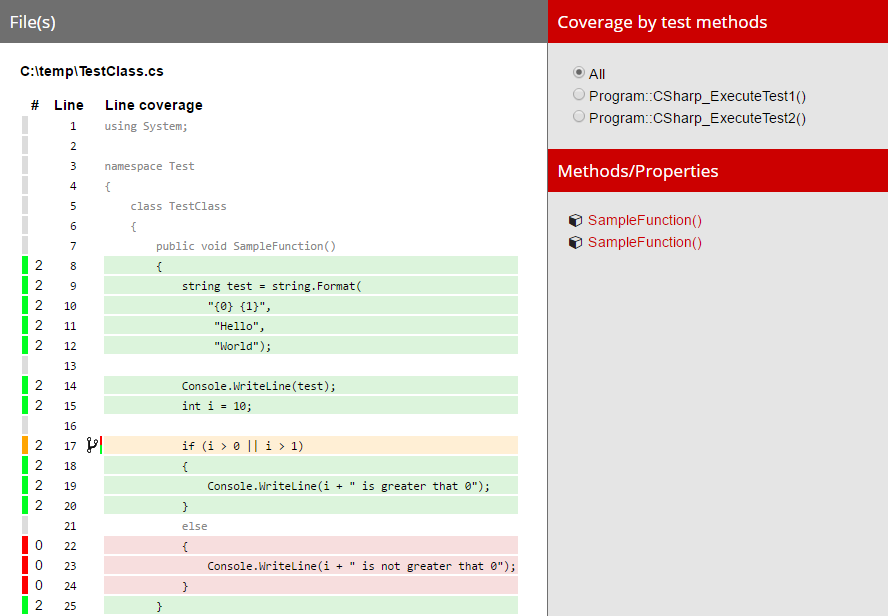 File(s)
C:\temp\TestClass.cs
# Line Line coverage
1 using System;
2
3 namespace Test
4 {
5 class TestClass
6 {
7 public void SampleFunction()
2 8 {
2 9 string test = string.Format(
2 10 "{0} {1}",
2 11 "Hello",
2 12 "World");
13
2 14 Console.WriteLine(test);
2 15 int i = 10;
16
2 17 if (i > 0 || i > 1)
2 18 {
2 19 Console.WriteLine(i + " is greater that 0");
2 20 }
21 else
0 22 {
0 23 Console.WriteLine(i + " is not greater that 0");
0 24 }
2 25 }
Coverage by test methods
All
Program::CSharp_ExecuteTest1()
Program::CSharp_ExecuteTest2()
Methods/Properties
SampleFunction()
SampleFunction()